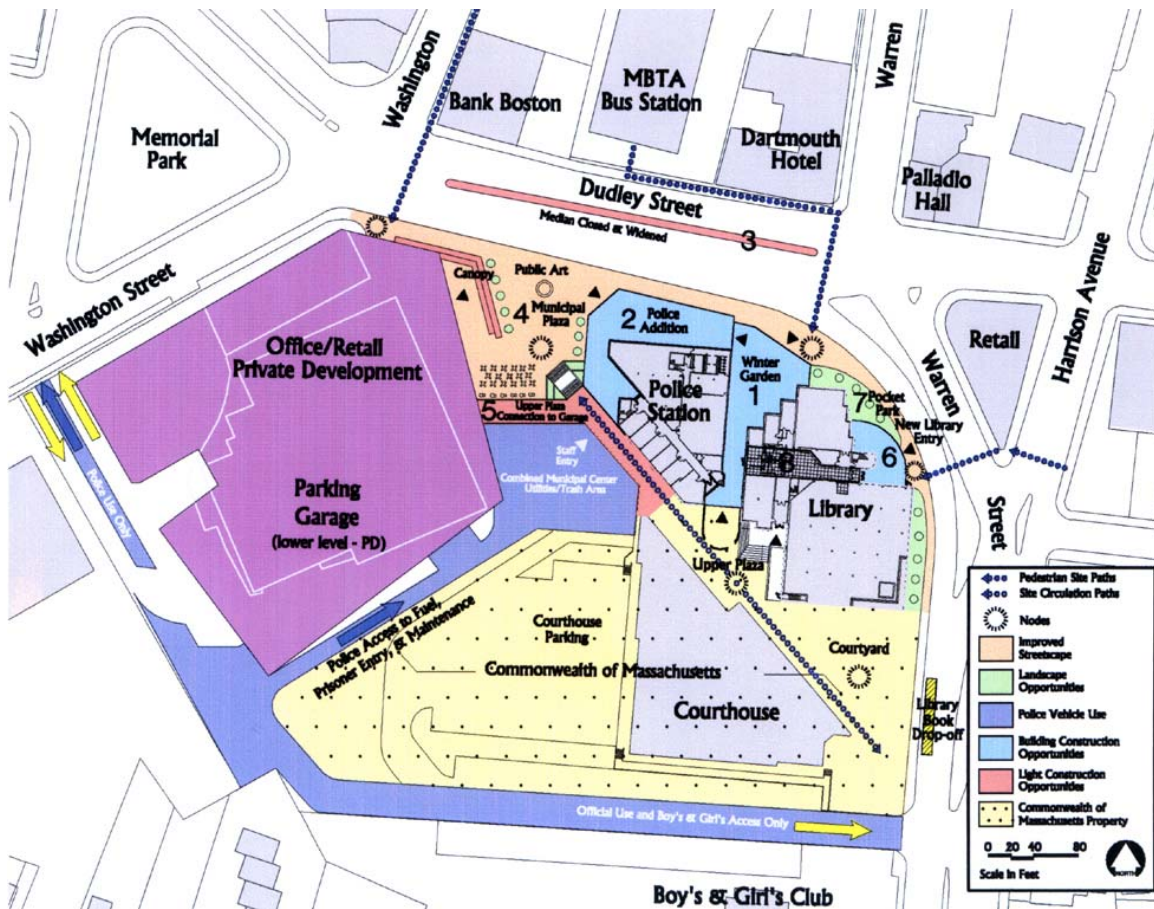 Washington
Warren
MBTA
Bus Station
Bank Boston
Memorial
Park
Dartmouth
Hotel
Palladio
Hall
Dudley Street
Median Closed & Widened
3
Harrison Avenue
Washington Street
Canopy
Public Art
4
Municipal
Plaza
2
Police
Addition
Office/Retail
Private Development
Winter
Garden
1
Retail
Warren
Street
Police
Station
7
Pocket
Park
New Library
Entry
6
5
Upper Plaza
Connection to Garage
Staff
Entry
Combined Municipal Center
Utilities/Trash Area
8
Library
Police Use Only
Parking
Garage
(lower level - PD)
Upper Plaza
Police Access to Fuel,
Prisoner Entry, & Maintenance
Courthouse
Parking
Commonwealth of Massachusetts
Courtyard
Courthouse
Library
Book
Drop-off
Official Use and Boy's & Girl's Access Only
Boy's & Girl's Club
Pedestrian Site Paths
Site Circulation Paths
Nodes
Improved
Streetscape
Landscape
Opportunities
Police Vehicle Use
Building Construction
Opportunities
Light Construction
Opportunities
Commonwealth of
Massachusetts Property
0 20 40 80
Scale in Feet
NORTH